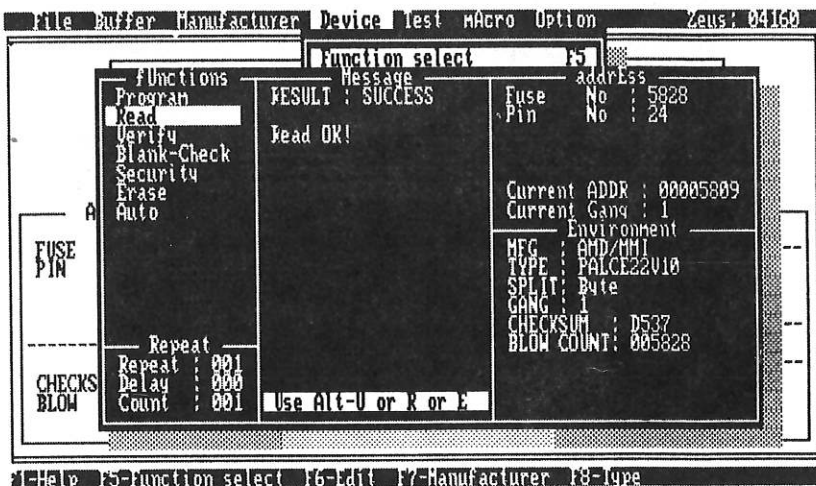 File Buffer Manufacturer Device Test mAcro Option Zeus: 04160
Function select F5
fUnctions
Program
Read
Verify
Blank-Check
Security
Erase
Auto
Repeat
Repeat : 001
Delay : 000
Count : 001
Message
RESULT : SUCCESS
Read OK!
Use Alt-U or R or E
addrEss
Fuse No : 5828
Pin No : 24
Current ADDR : 00005809
Current Gang : 1
Environment
MFG : AMD/MMI
TYPE : PALCE22V10
SPLIT: Byte
GANG : 1
CHECKSUM : D537
BLOW COUNT: 005828
A
FUSE
PIN
CHECKS
BLOW
F1-Help F5-Function select F6-Edit F7-Manufacturer F8-Type